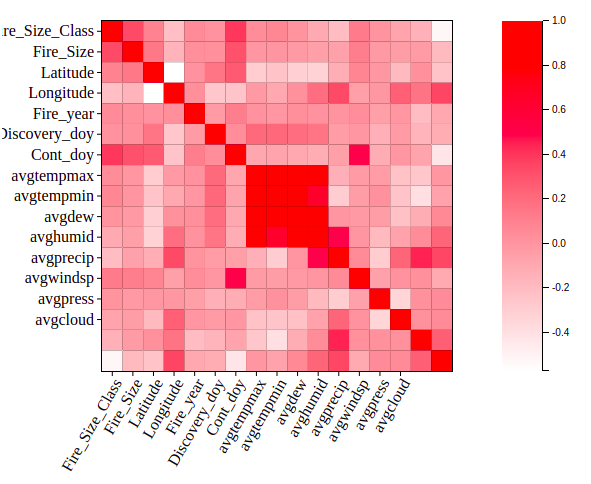 re_Size_Class
Fire_Size
Latitude
Longitude
Fire_year
Discovery_doy
Cont_doy
avgtempmax
avgtempmin
avgdew
avghumid
avgprecip
avgwindsp
avgpress
avgcloud
1.0
0.8
0.6
0.4
0.2
0.0
-0.2
-0.4
Fire_Size_Class
Fire_Size
Latitude
Longitude
Fire_year
Discovery_doy
Cont_doy
avgtempmax
avgtempmin
avgdew
avghumid
avgprecip
avgwindsp
avgpress
avgcloud